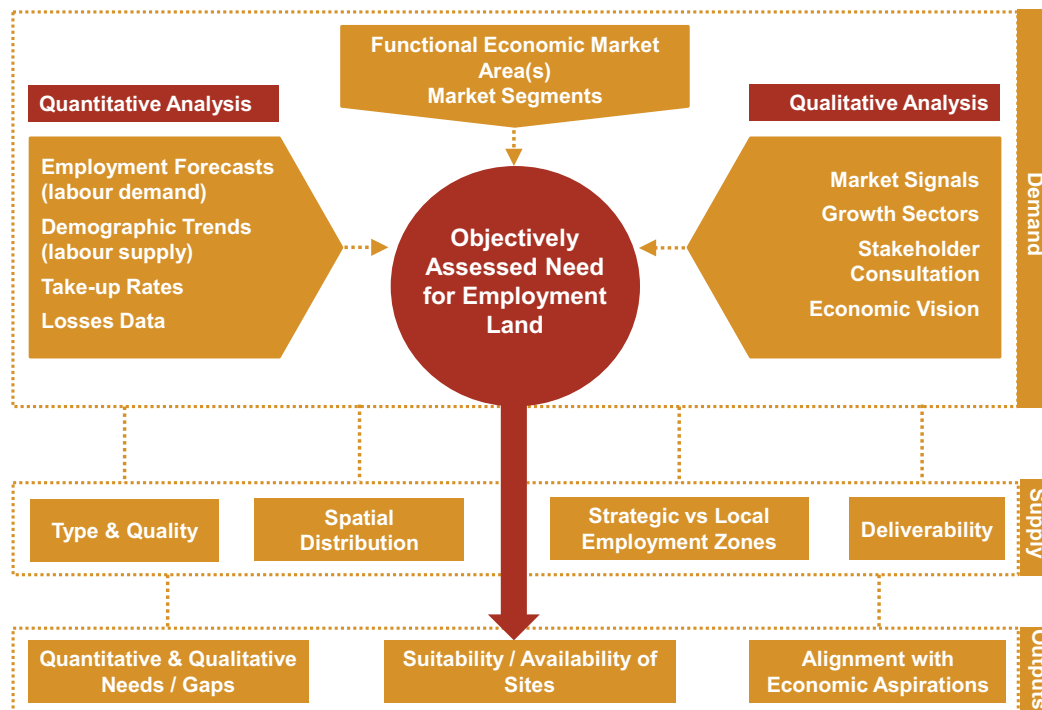 Functional Economic Market
Area(s)
Market Segments
Quantitative Analysis
Qualitative Analysis
Employment Forecasts
(labour demand)
Demographic Trends
(labour supply)
Take-up Rates
Losses Data
Objectively
Assessed Need
for Employment
Land
Market Signals
Growth Sectors
Stakeholder
Consultation
Economic Vision
Demand
Type & Quality
Spatial
Distribution
Strategic vs Local
Employment Zones
Deliverability
Supply
Quantitative & Qualitative
Needs / Gaps
Suitability / Availability of
Sites
Alignment with
Economic Aspirations
Outputs